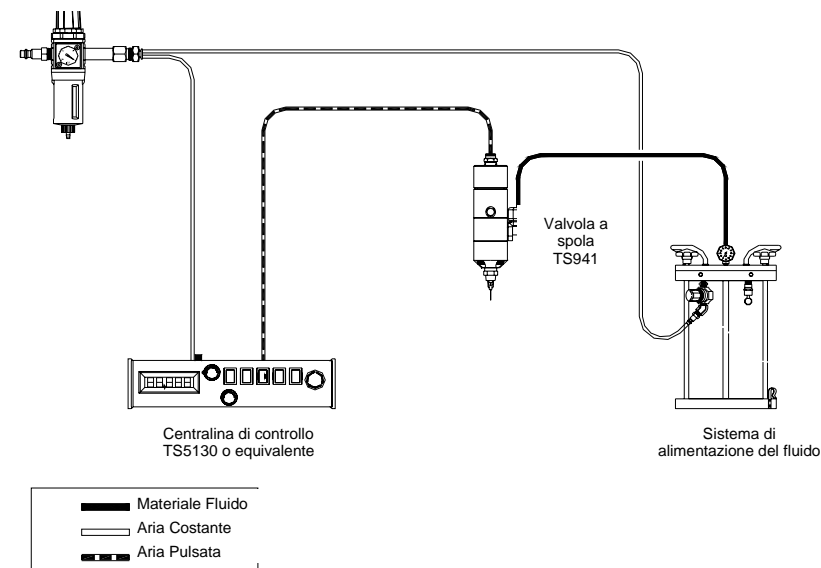 Valvola a
spola
TS941
Centralina di controllo
TS5130 o equivalente
Sistema di
alimentazione del fluido
Materiale Fluido
Aria Costante
Aria Pulsata